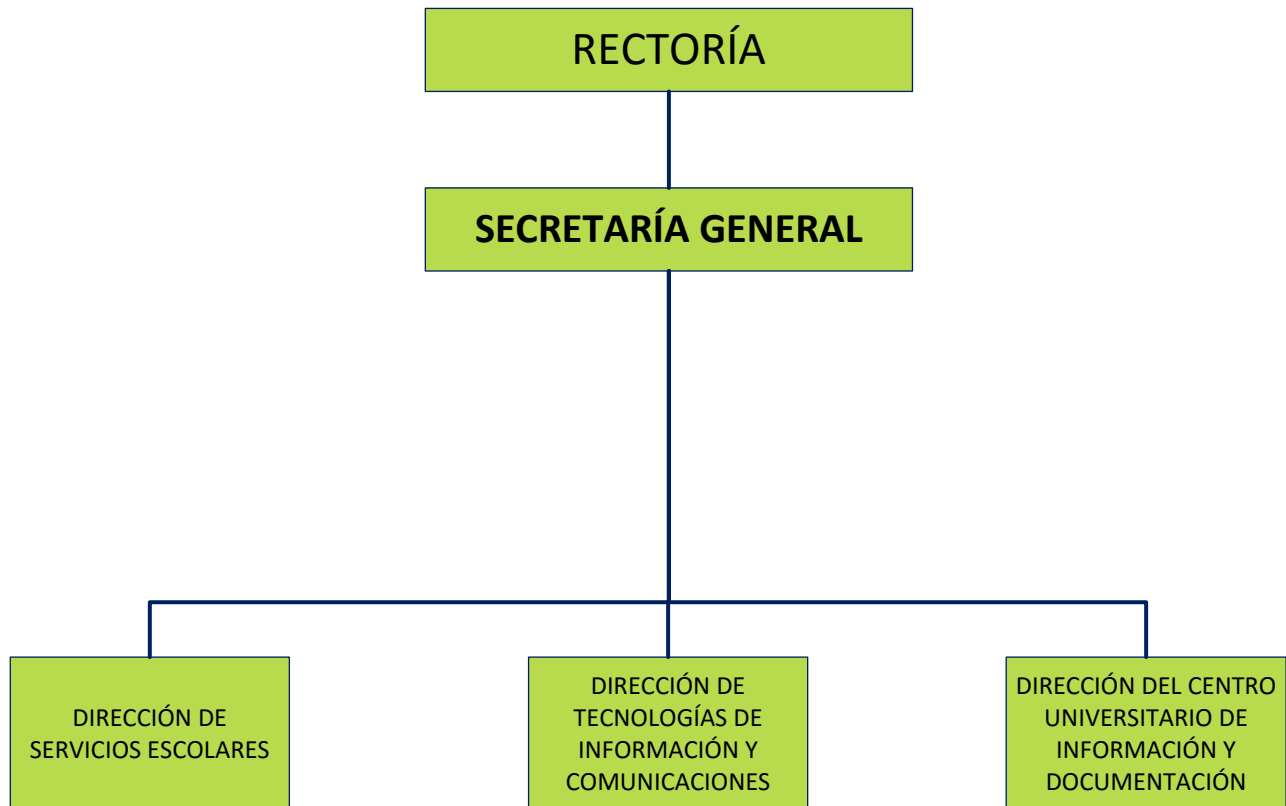 RECTORÍA
SECRETARÍA GENERAL
DIRECCIÓN DE
SERVICIOS ESCOLARES
DIRECCIÓN DE
TECNOLOGÍAS DE
INFORMACIÓN Y
COMUNICACIONES
DIRECCIÓN DEL CENTRO
UNIVERSITARIO DE
INFORMACIÓN Y
DOCUMENTACIÓN